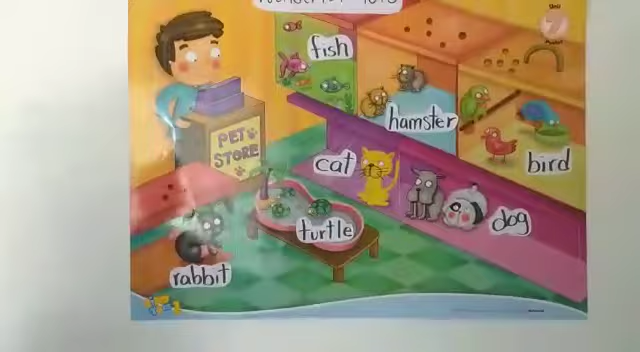 fish
hamster
PET
STORE
cat
bird
dog
turtle
rabbit